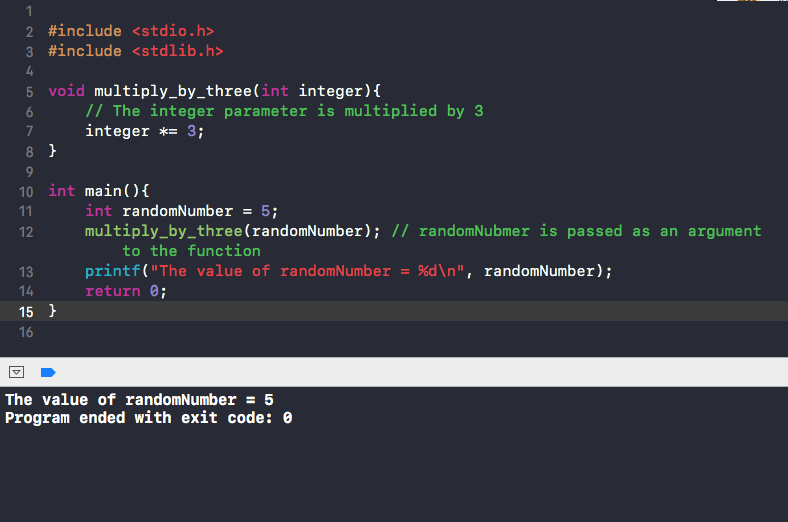 1
2 #include <stdio.h>
3 #include <stdlib.h>
4
5 void multiply_by_three(int integer){
6 // The integer parameter is multiplied by 3
7 integer *= 3;
8 }
9
10 int main(){
11 int randomNumber = 5;
12 multiply_by_three(randomNumber); // randomNubmer is passed as an argument
to the function
13 printf("The value of randomNumber = %d\n", randomNumber);
14 return 0;
15 }
16
The value of randomNumber = 5
Program ended with exit code: 0